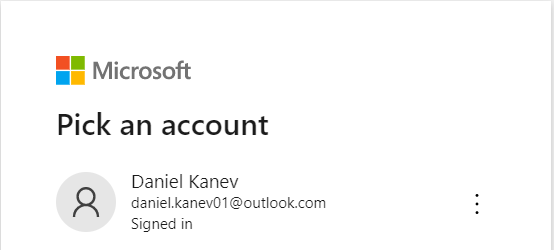 Microsoft
Pick an account
Daniel Kanev
daniel.kanev01@outlook.com
Signed in